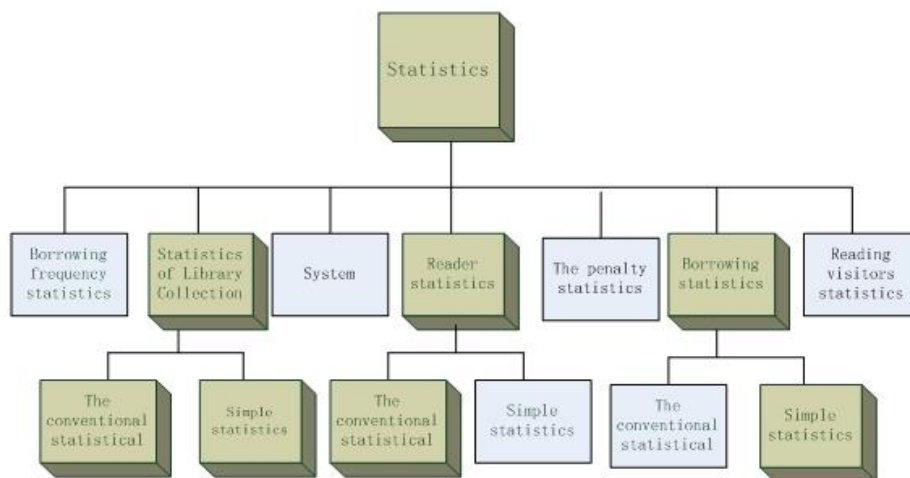 Statistics
Borrowing
frequency
statistics
Statistics
of Library
Collection
System
Reader
statistics
The penalty
statistics
Borrowing
statistics
Reading
visitors
statistics
The
conventional
statistical
Simple
statistics
The
conventional
statistical
Simple
statistics
The
conventional
statistical
Simple
statistics